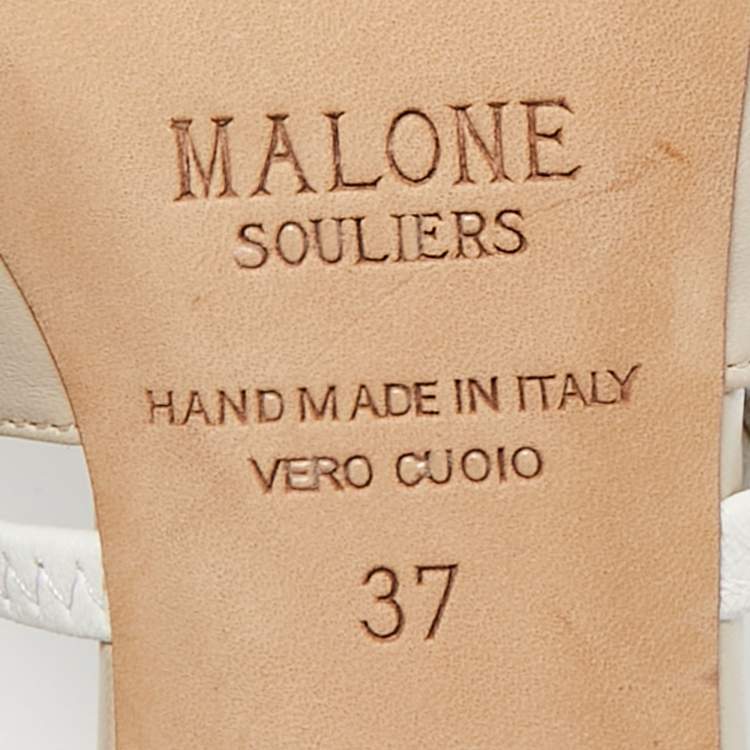 MALONE
SOULIERS
HAND MADE IN ITALY
VERO CUOIO
37